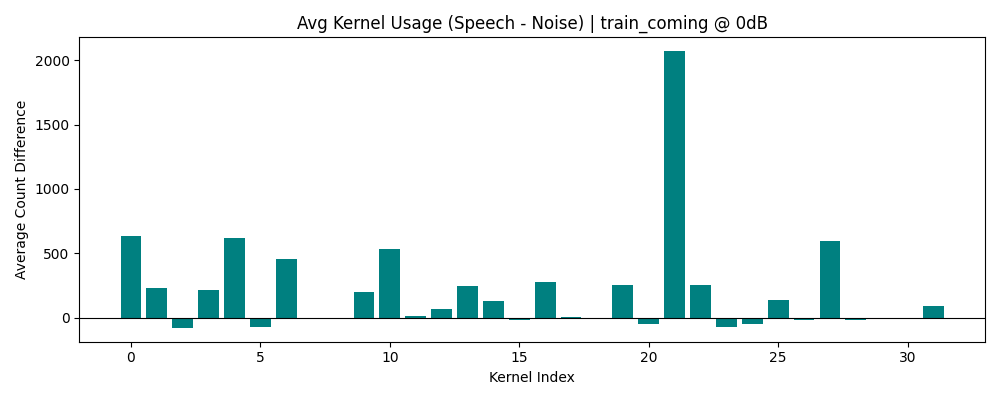 Avg Kernel Usage (Speech - Noise) | train_coming @ 0dB
Average Count Difference
2000
1500
1000
500
0
0 5 10 15 20 25 30
Kernel Index